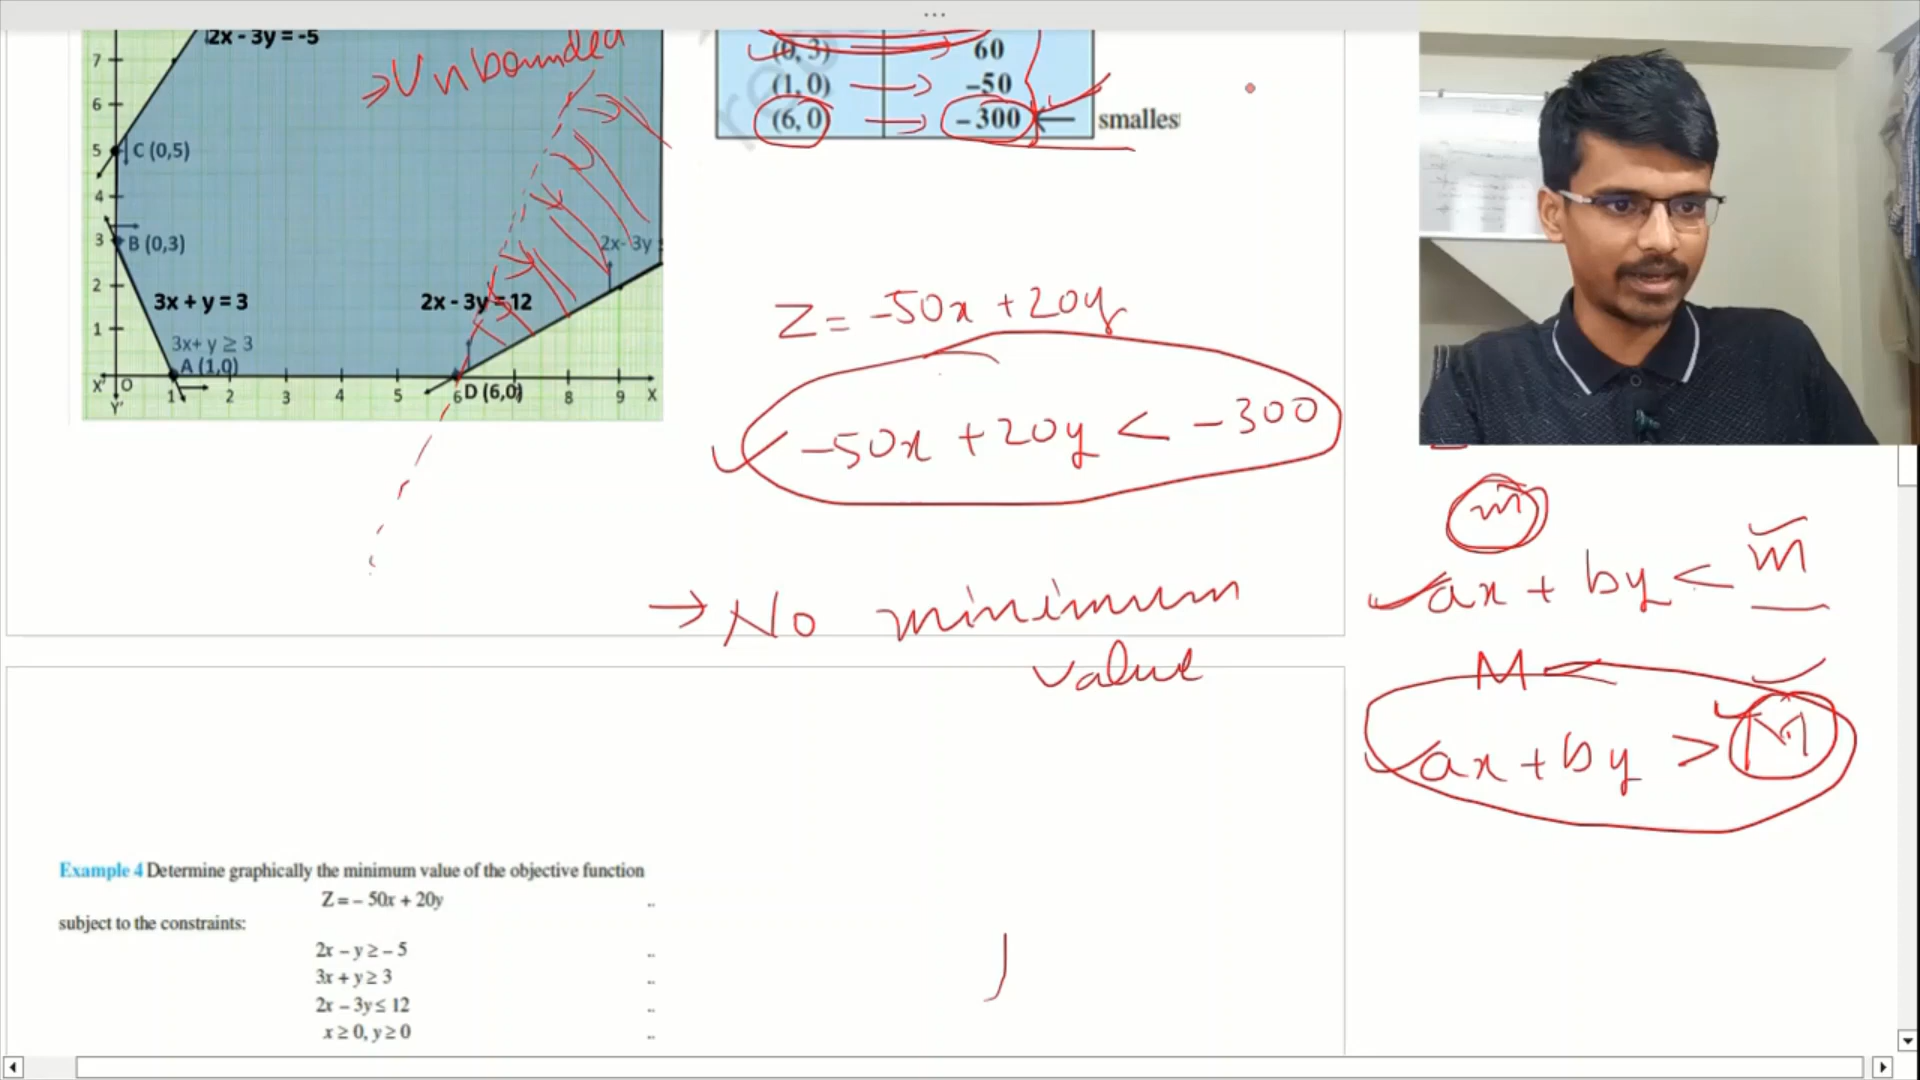 ...
2x - 3y = -5
7
→ Unbounded
6
5
C (0,5)
4
3
B (0,3)
2x- 3y
2
3x + y = 3
2x - 3y = 12
1
3x+ y ≥ 3
A (1,0)
X' O 1 2 3 4 5 6 D (6,0) 8 9 X
Y'
(0, 3) → 60
(1, 0) → -50
(6, 0) → - 300 ← smalles
Z = -50x + 20y
-50x + 20y < -300
→ No minimum
value
m
ax + by < m
M
ax + by > M
Example 4 Determine graphically the minimum value of the objective function
Z = – 50x + 20y ..
subject to the constraints:
2x – y ≥ – 5 ..
3x + y ≥ 3 ..
2x – 3y ≤ 12 ..
x ≥ 0, y ≥ 0 ..